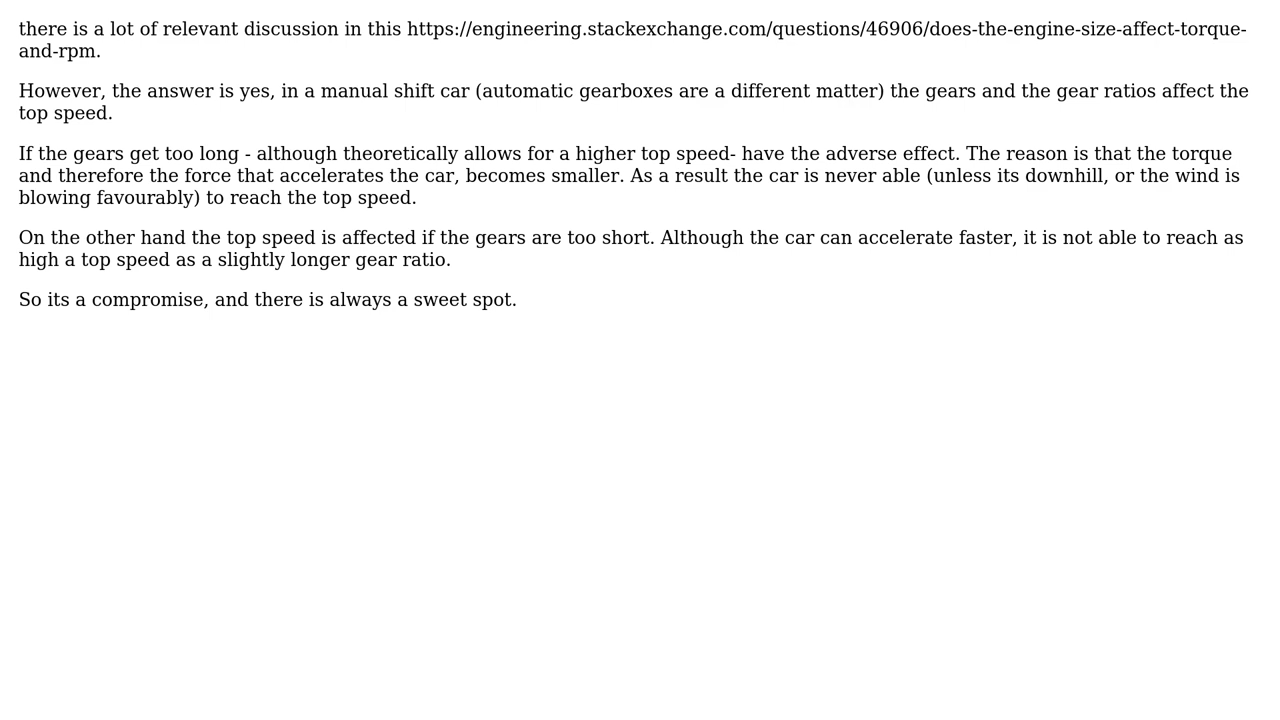 there is a lot of relevant discussion in this https://engineering.stackexchange.com/questions/46906/does-the-engine-size-affect-torque-
and-rpm.
However, the answer is yes, in a manual shift car (automatic gearboxes are a different matter) the gears and the gear ratios affect the
top speed.
If the gears get too long - although theoretically allows for a higher top speed- have the adverse effect. The reason is that the torque
and therefore the force that accelerates the car, becomes smaller. As a result the car is never able (unless its downhill, or the wind is
blowing favourably) to reach the top speed.
On the other hand the top speed is affected if the gears are too short. Although the car can accelerate faster, it is not able to reach as
high a top speed as a slightly longer gear ratio.
So its a compromise, and there is always a sweet spot.